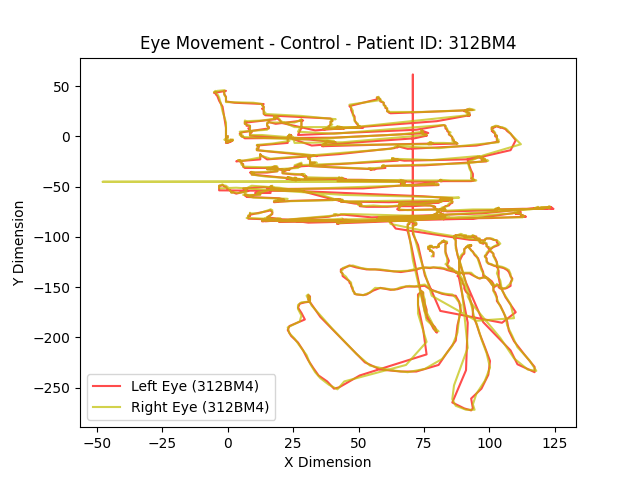 Eye Movement - Control - Patient ID: 312BM4
Y Dimension
50
0
−50
−100
−150
−200
−250
Left Eye (312BM4)
Right Eye (312BM4)
−50 −25 0 25 50 75 100 125
X Dimension